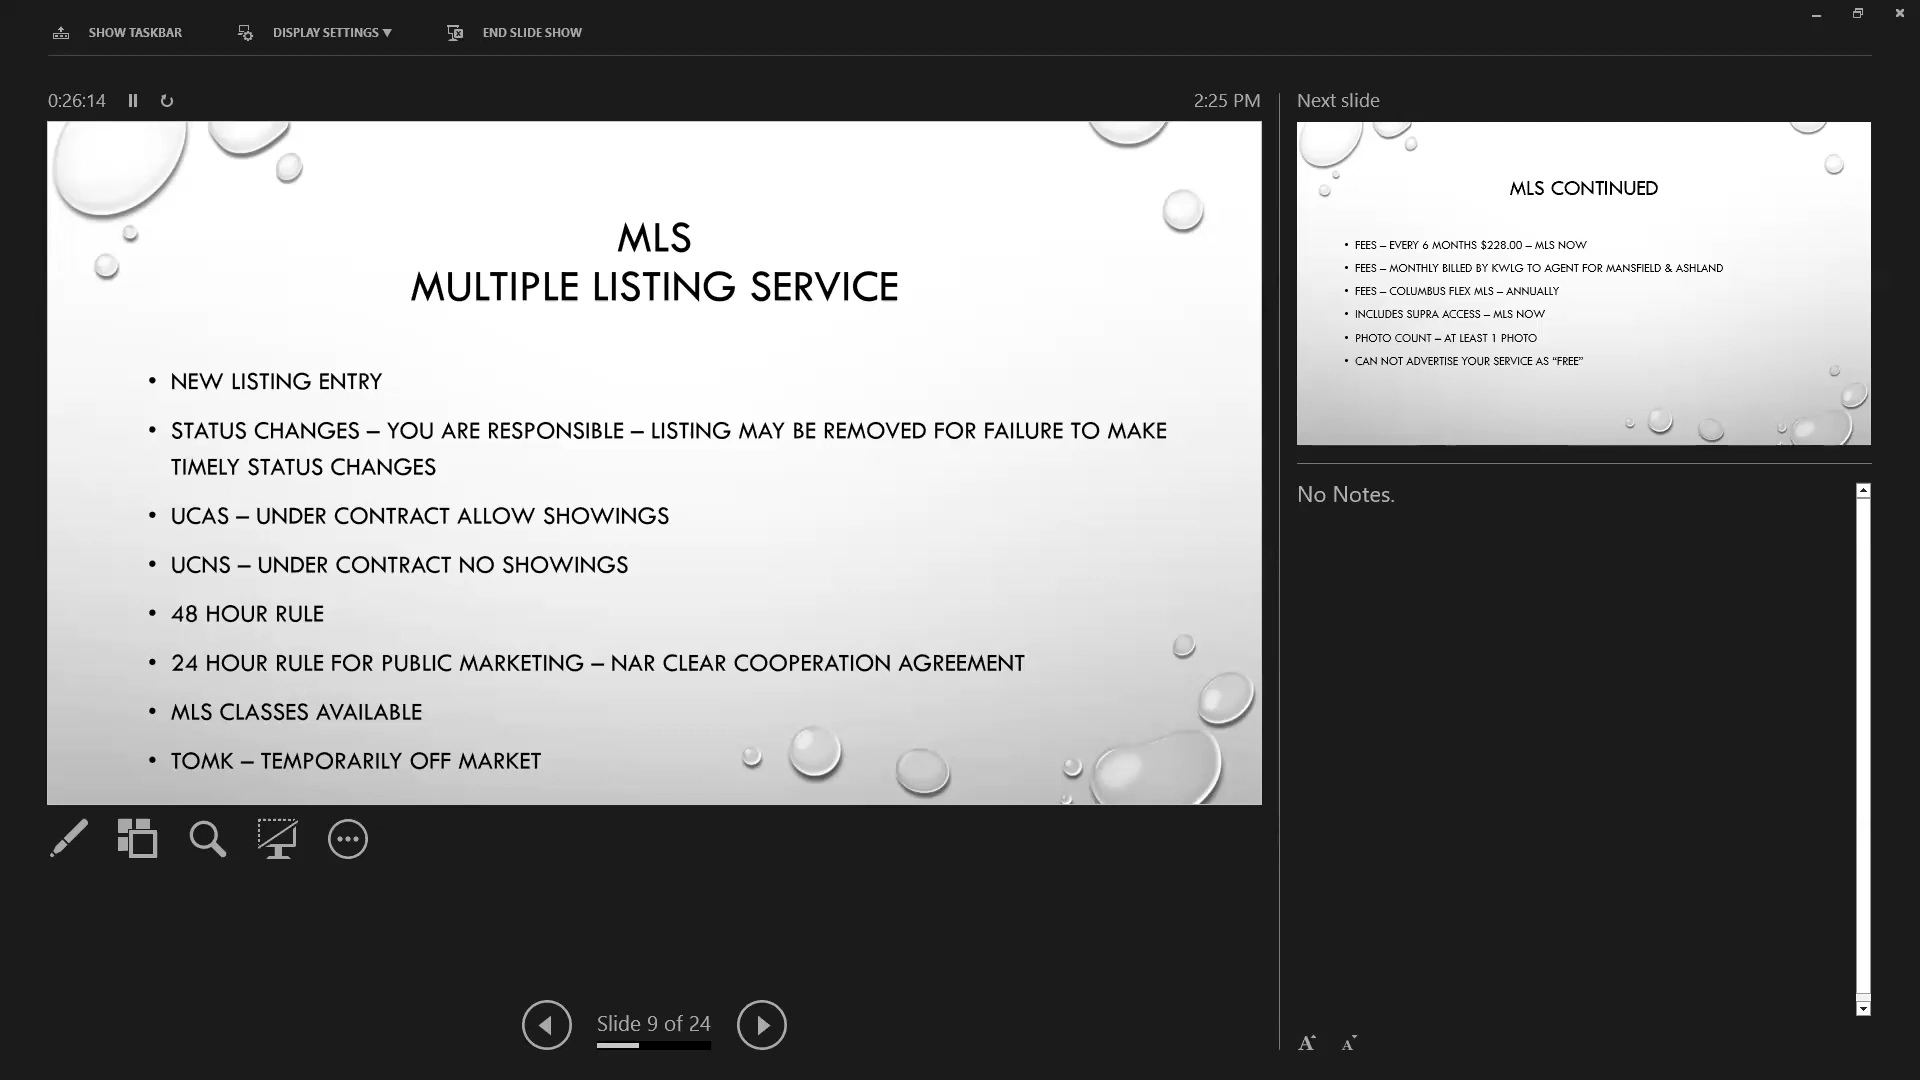 SHOW TASKBAR
DISPLAY SETTINGS ▼
END SLIDE SHOW
0:26:14
2:25 PM
MLS
MULTIPLE LISTING SERVICE
• NEW LISTING ENTRY
• STATUS CHANGES – YOU ARE RESPONSIBLE – LISTING MAY BE REMOVED FOR FAILURE TO MAKE
TIMELY STATUS CHANGES
• UCAS – UNDER CONTRACT ALLOW SHOWINGS
• UCNS – UNDER CONTRACT NO SHOWINGS
• 48 HOUR RULE
• 24 HOUR RULE FOR PUBLIC MARKETING – NAR CLEAR COOPERATION AGREEMENT
• MLS CLASSES AVAILABLE
• TOMK – TEMPORARILY OFF MARKET
Slide 9 of 24
Next slide
MLS CONTINUED
• FEES – EVERY 6 MONTHS $228.00 – MLS NOW
• FEES – MONTHLY BILLED BY KWLG TO AGENT FOR MANSFIELD & ASHLAND
• FEES – COLUMBUS FLEX MLS – ANNUALLY
• INCLUDES SUPRA ACCESS – MLS NOW
• PHOTO COUNT – AT LEAST 1 PHOTO
• CAN NOT ADVERTISE YOUR SERVICE AS “FREE”
No Notes.
A A